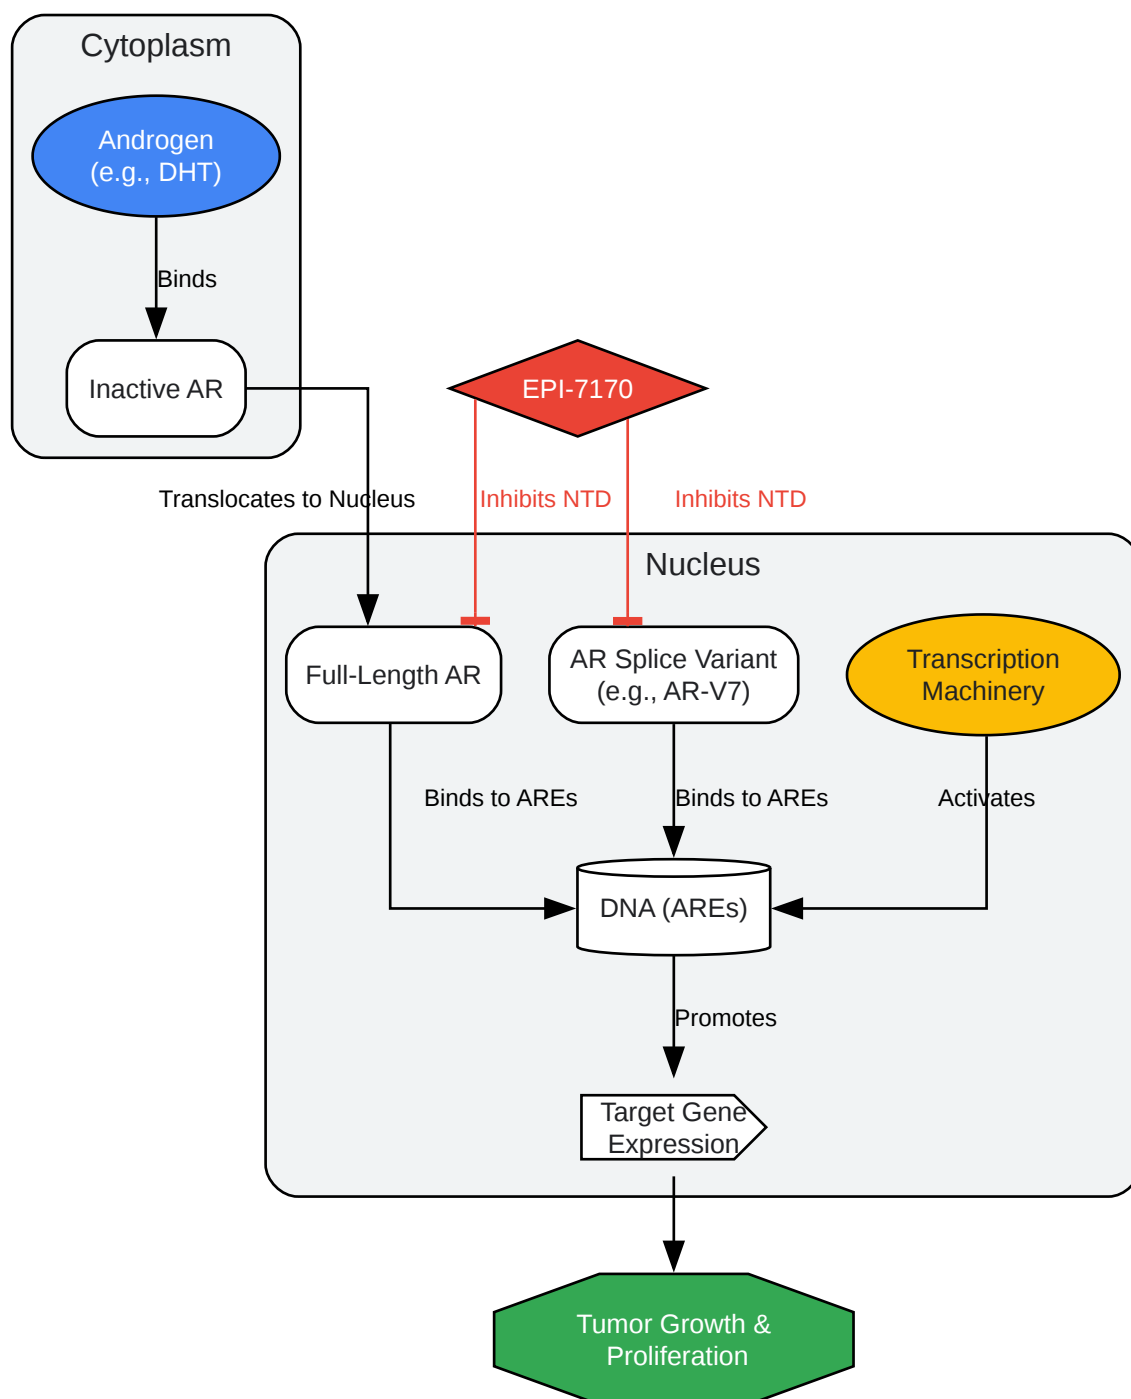 Cytoplasm
Androgen
(e.g., DHT)
Binds
Inactive AR
EPI-7170
Translocates to Nucleus
Inhibits NTD
Inhibits NTD
Nucleus
Full-Length AR
AR Splice Variant
(e.g., AR-V7)
Transcription
Machinery
Binds to AREs
Binds to AREs
Activates
DNA (AREs)
Promotes
Target Gene
Expression
Tumor Growth &
Proliferation